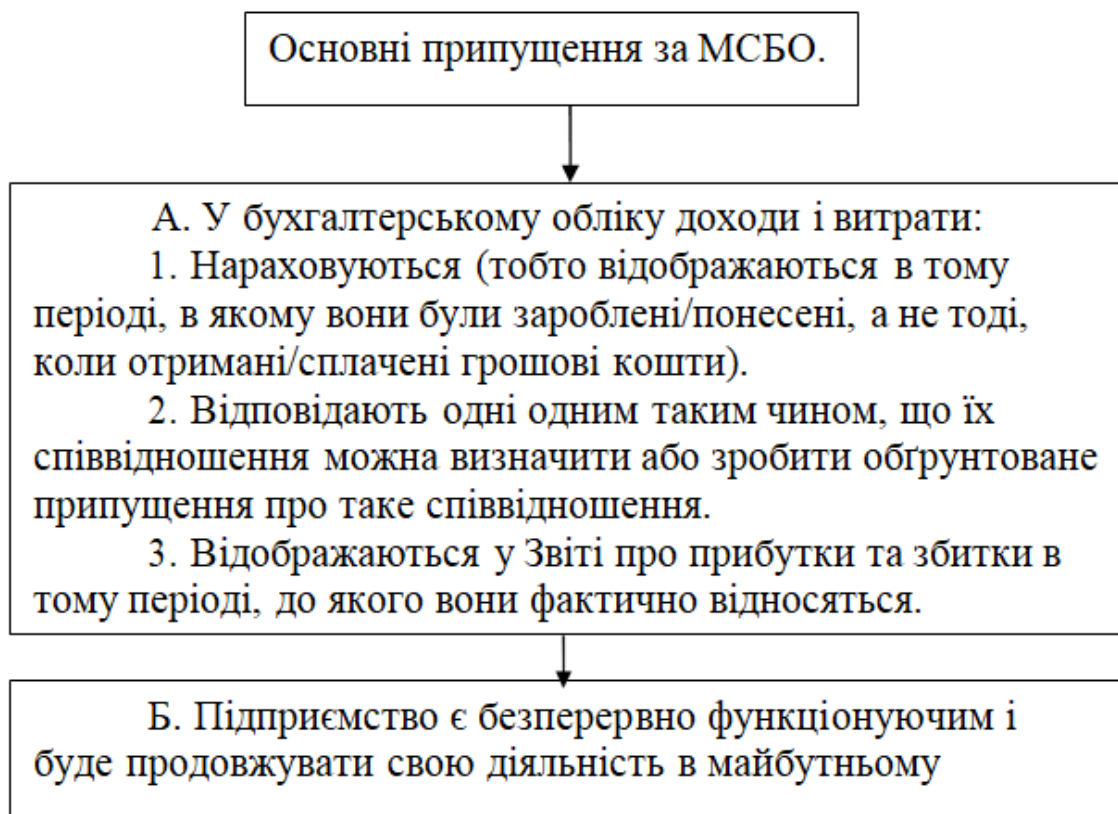 Основні припущення за МСБО.
А. У бухгалтерському обліку доходи і витрати:
1. Нараховуються (тобто відображаються в тому
періоді, в якому вони були зароблені/понесені, а не тоді,
коли отримані/сплачені грошові кошти).
2. Відповідають одні одним таким чином, що їх
співвідношення можна визначити або зробити обґрунтоване
припущення про таке співвідношення.
3. Відображаються у Звіті про прибутки та збитки в
тому періоді, до якого вони фактично відносяться.
Б. Підприємство є безперервно функціонуючим і
буде продовжувати свою діяльність в майбутньому